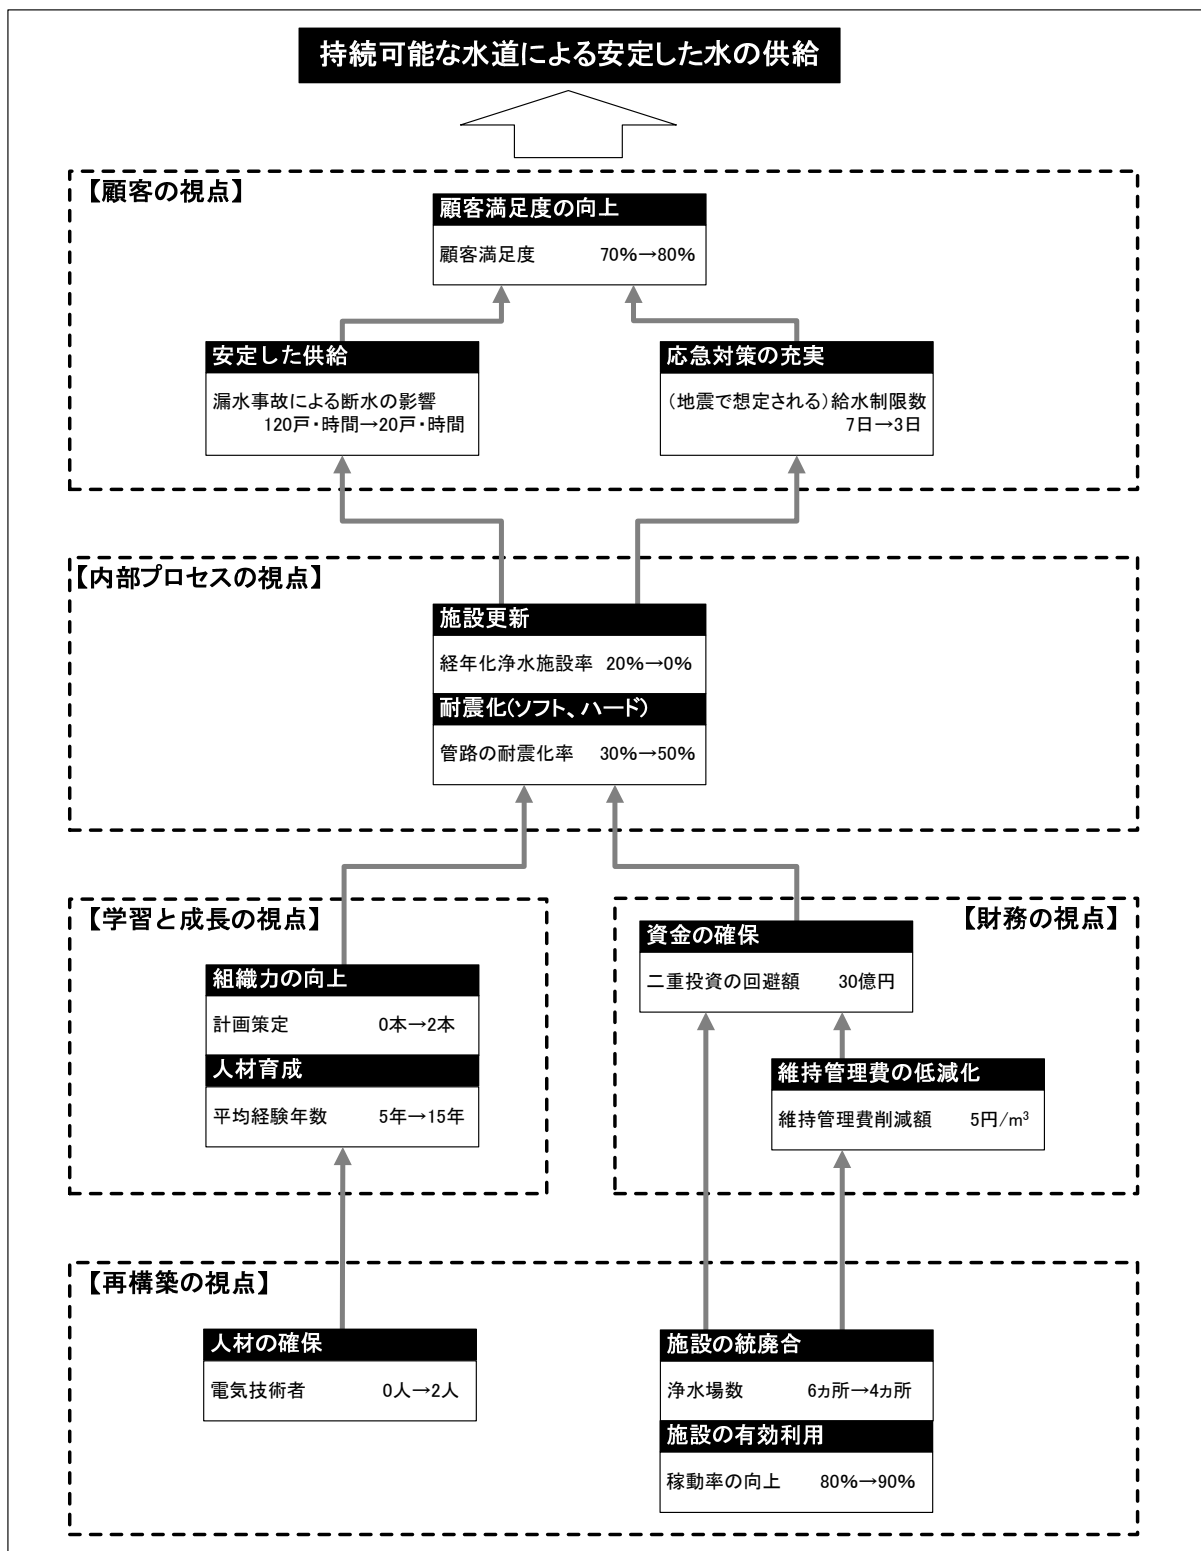 持続可能な水道による安定した水の供給
【顧客の視点】
顧客満足度の向上
顧客満足度 70%→80%
安定した供給
漏水事故による断水の影響
120戸・時間→20戸・時間
応急対策の充実
(地震で想定される)給水制限数
7日→3日
【内部プロセスの視点】
施設更新
経年化浄水施設率 20%→0%
耐震化(ソフト、ハード)
管路の耐震化率 30%→50%
【学習と成長の視点】
組織力の向上
計画策定 0本→2本
人材育成
平均経験年数 5年→15年
【財務の視点】
資金の確保
二重投資の回避額 30億円
維持管理費の低減化
維持管理費削減額 5円/m³
【再構築の視点】
人材の確保
電気技術者 0人→2人
施設の統廃合
浄水場数 6ヵ所→4ヵ所
施設の有効利用
稼動率の向上 80%→90%